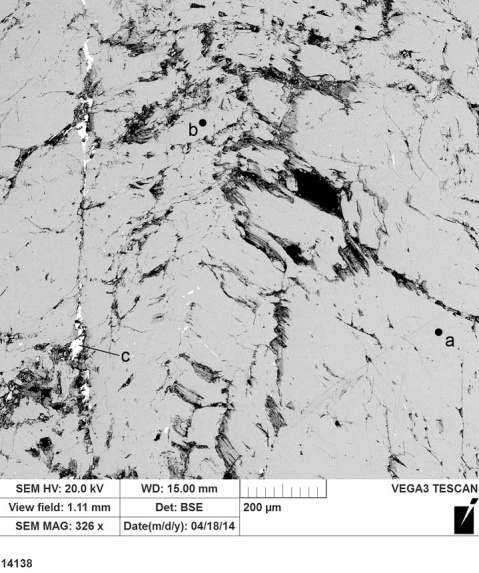 b
a
c
SEM HV: 20.0 kV WD: 15.00 mm VEGA3 TESCAN
View field: 1.11 mm Det: BSE 200 µm
SEM MAG: 326 x Date(m/d/y): 04/18/14
14138